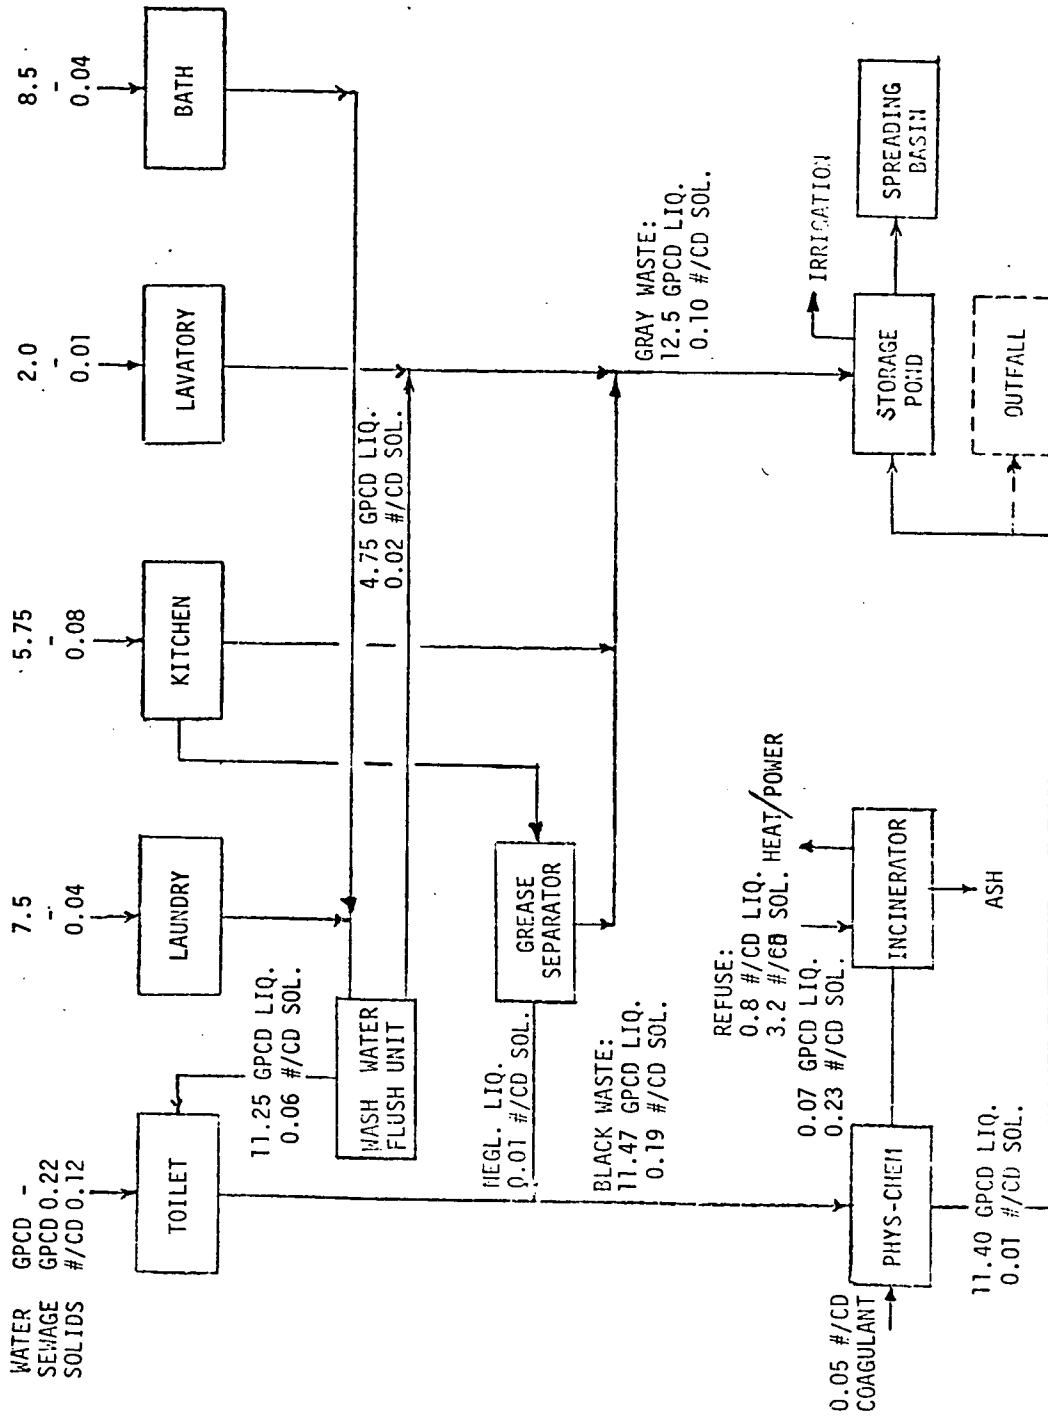 WATER GPCD -
SEWAGE GPCD 0.22
SOLIDS #/CD 0.12
7.5
-
0.04
5.75
-
0.08
2.0
-
0.01
8.5
-
0.04
TOILET
LAUNDRY
KITCHEN
LAVATORY
BATH
11.25 GPCD LIQ.
0.06 #/CD SOL.
WASH WATER
FLUSH UNIT
4.75 GPCD LIQ.
0.02 #/CD SOL.
NEGL. LIQ.
0.01 #/CD SOL.
GREASE
SEPARATOR
BLACK WASTE:
11.47 GPCD LIQ.
0.19 #/CD SOL.
GRAY WASTE:
12.5 GPCD LIQ.
0.10 #/CD SOL.
REFUSE:
0.8 #/CD LIQ.
3.2 #/CD SOL.
HEAT/POWER
0.07 GPCD LIQ.
0.23 #/CD SOL.
IRRIGATION
0.05 #/CD
COAGULANT
PHYS-CHEM
INCINERATOR
STORAGE
POND
SPREADING
BASIN
ASH
11.40 GPCD LIQ.
0.01 #/CD SOL.
OUTFALL